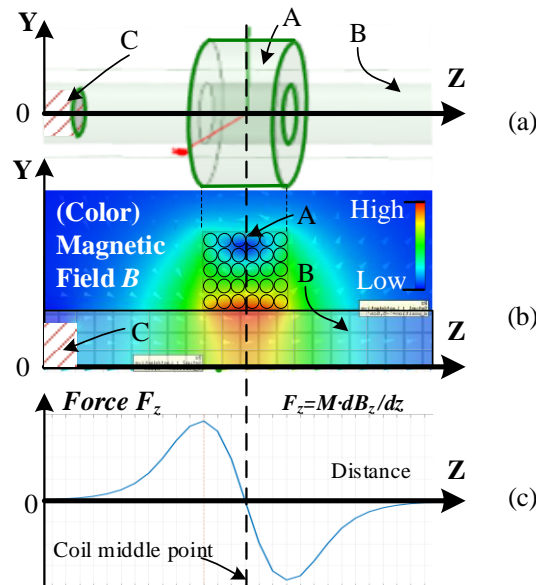 Y
A
C
B
Z
0
(a)
Y
(Color)
Magnetic
Field B
A
High
Low
B
C
Z
0
(b)
Force Fz
Fz=M·dBz/dz
Z
Distance
0
(c)
Coil middle point